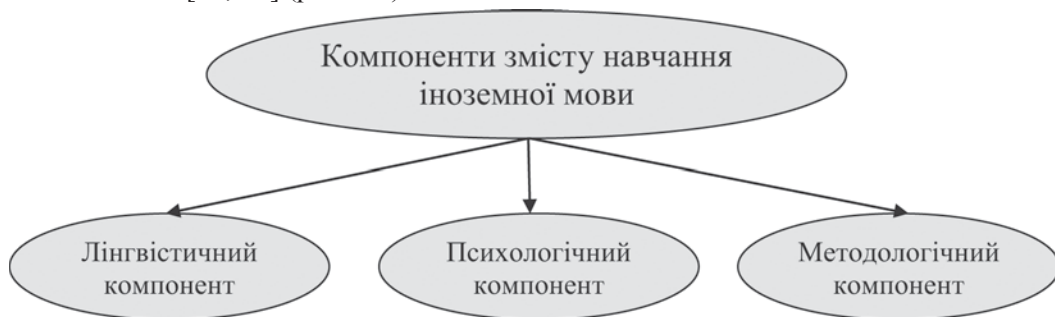 Компоненти змісту навчання
іноземної мови
Лінгвістичний
компонент
Психологічний
компонент
Методологічний
компонент